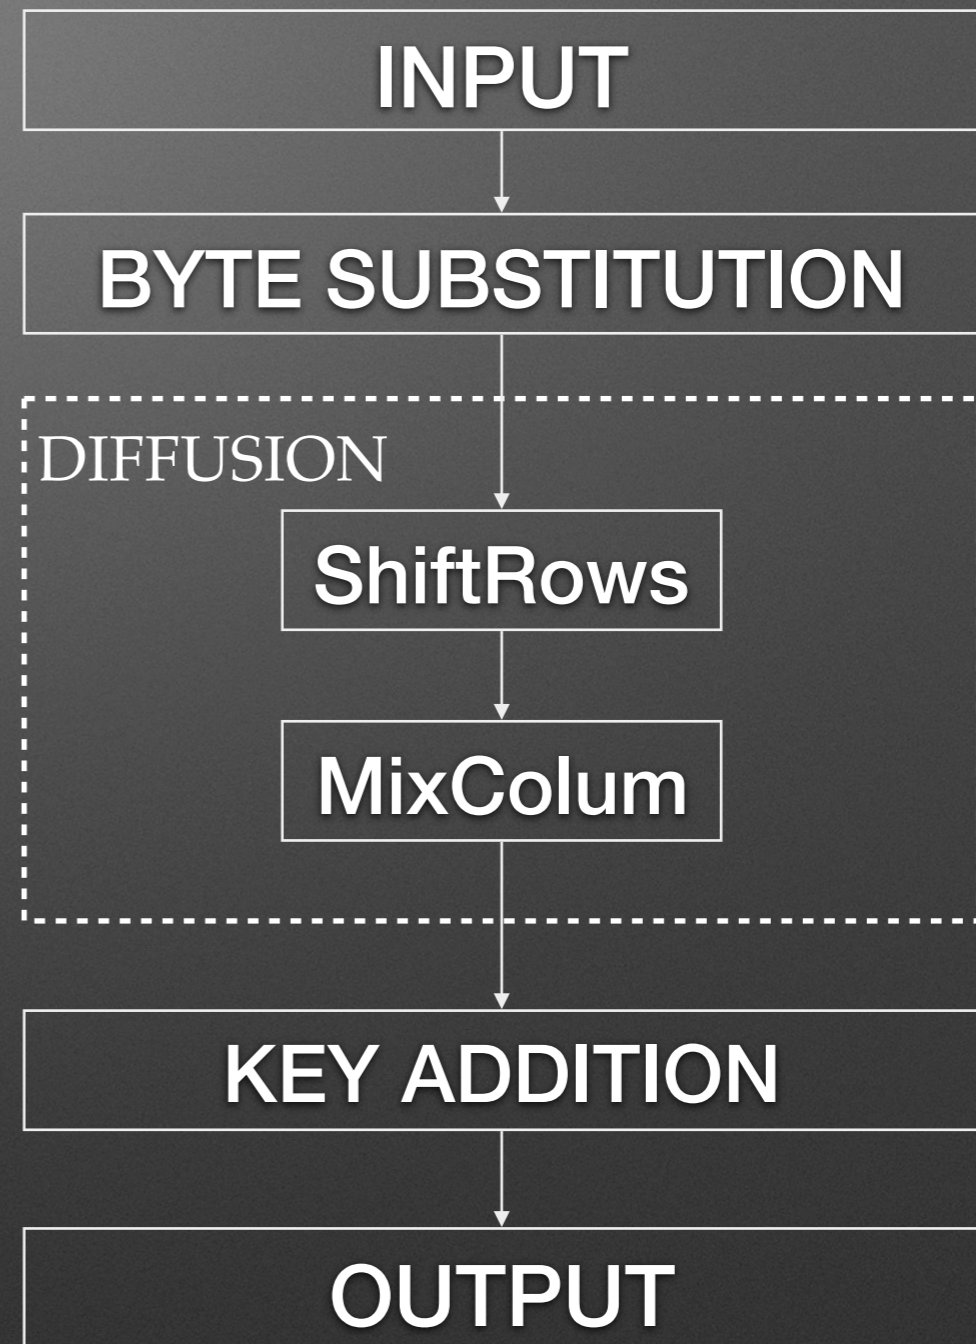 INPUT
BYTE SUBSTITUTION
DIFFUSION
ShiftRows
MixColum
KEY ADDITION
OUTPUT